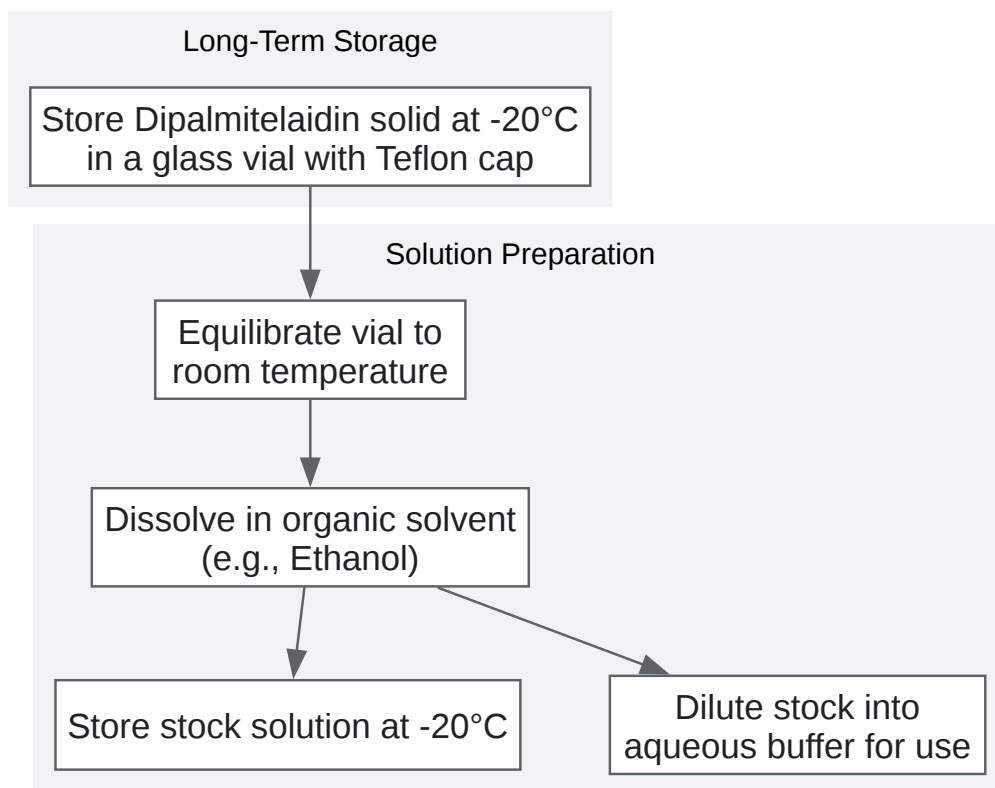 Long-Term Storage
Store Dipalmitelaidin solid at -20°C
in a glass vial with Teflon cap
Solution Preparation
Equilibrate vial to
room temperature
Dissolve in organic solvent
(e.g., Ethanol)
Store stock solution at -20°C
Dilute stock into
aqueous buffer for use